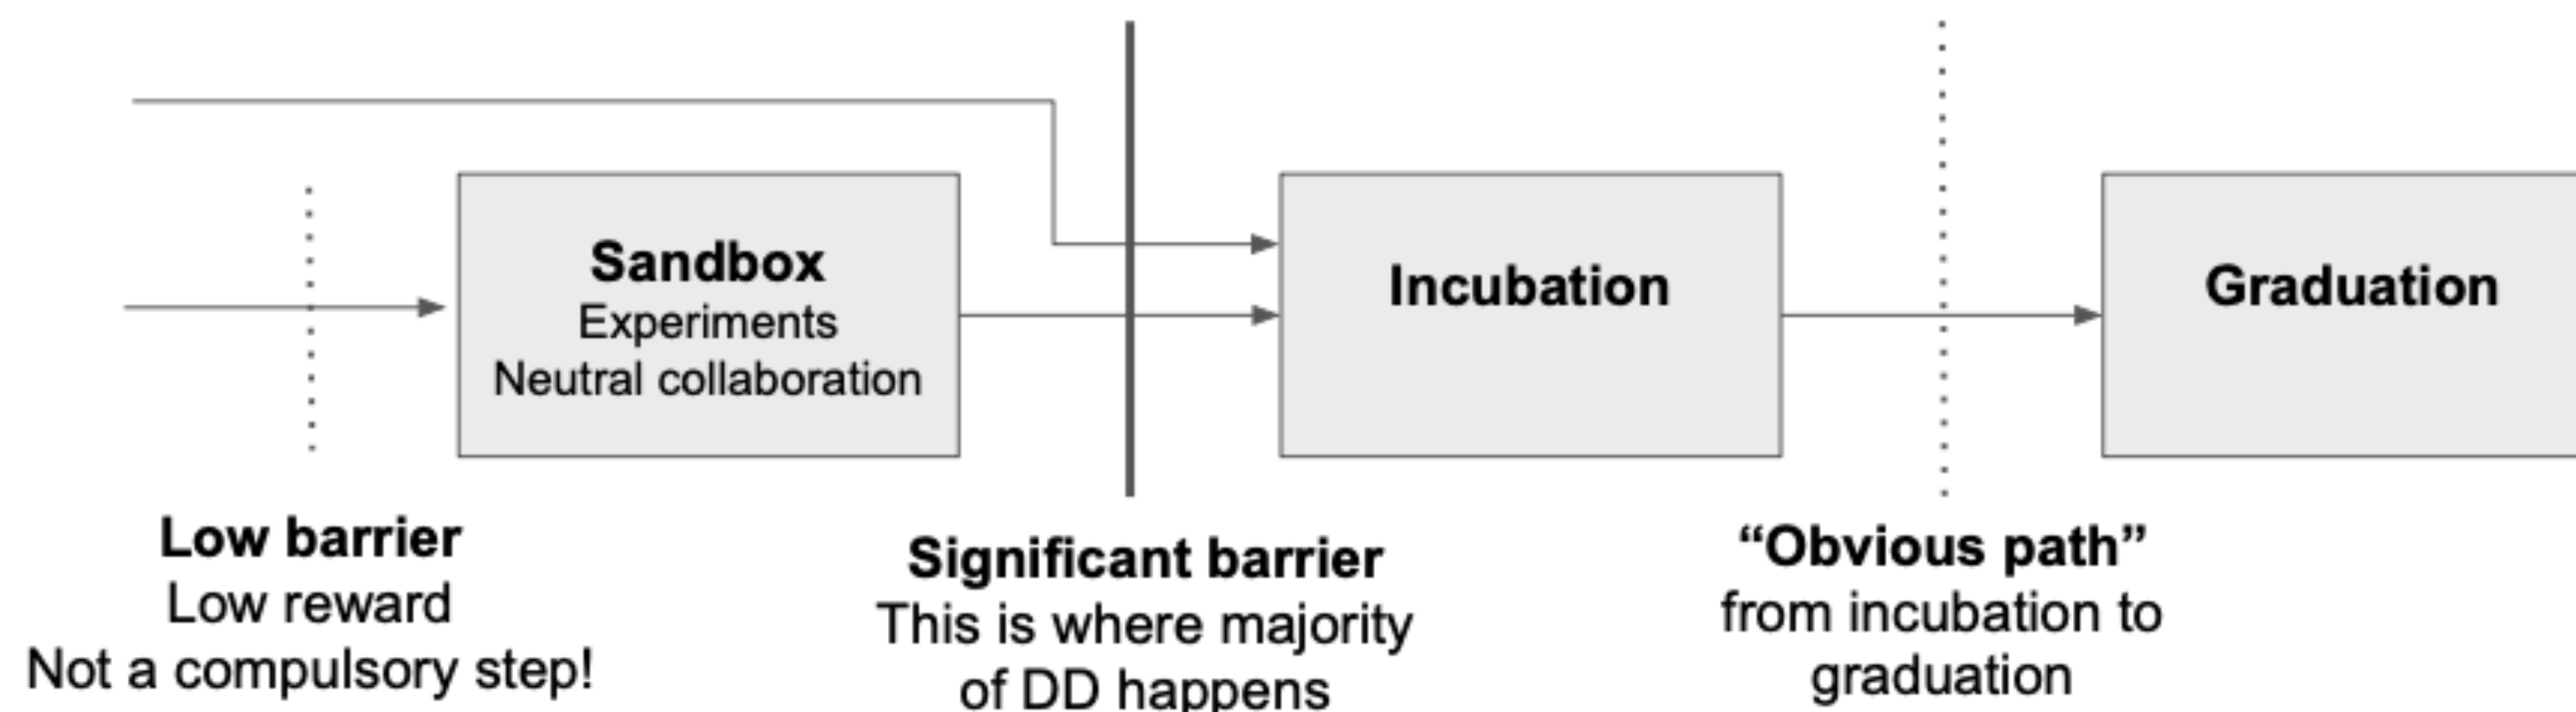 Sandbox
Experiments
Neutral collaboration
Incubation
Graduation
Low barrier
Low reward
Not a compulsory step!
Significant barrier
This is where majority
of DD happens
“Obvious path”
from incubation to
graduation